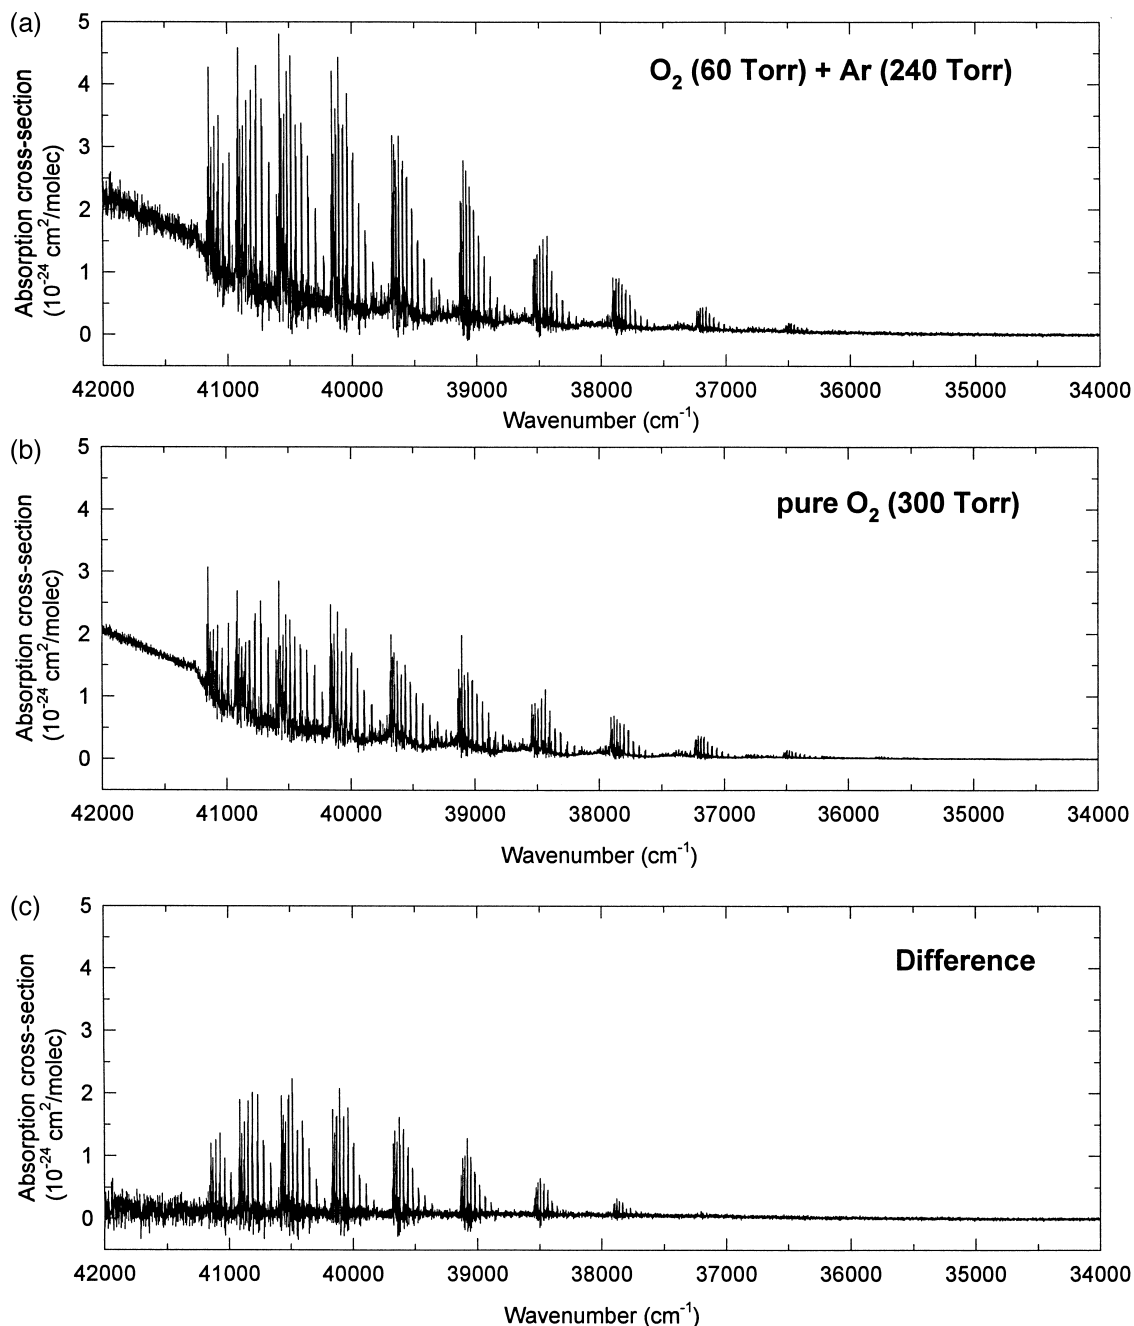 (a)
O2 (60 Torr) + Ar (240 Torr)
Absorption cross-section
(10-24 cm2/molec)
5
4
3
2
1
0
42000 41000 40000 39000 38000 37000 36000 35000 34000
Wavenumber (cm-1)
(b)
pure O2 (300 Torr)
Absorption cross-section
(10-24 cm2/molec)
5
4
3
2
1
0
42000 41000 40000 39000 38000 37000 36000 35000 34000
Wavenumber (cm-1)
(c)
Difference
Absorption cross-section
(10-24 cm2/molec)
5
4
3
2
1
0
42000 41000 40000 39000 38000 37000 36000 35000 34000
Wavenumber (cm-1)